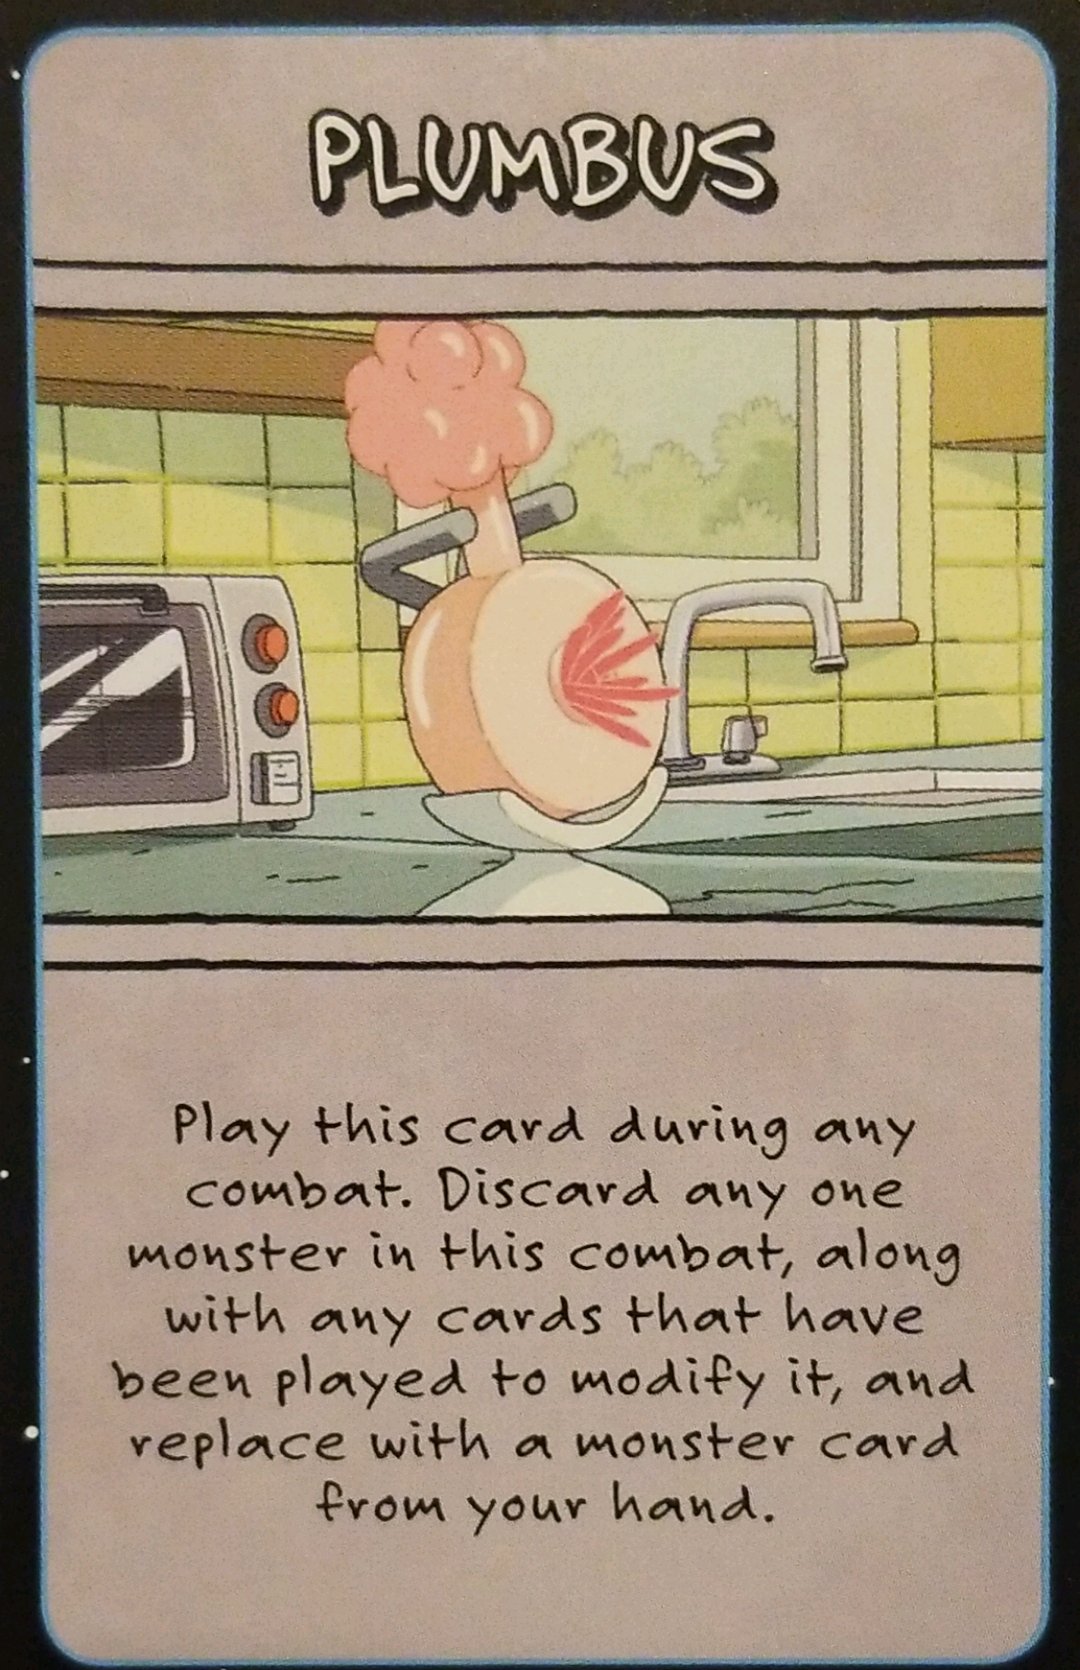 PLUMBUS
Play this card during any
combat. Discard any one
monster in this combat, along
with any cards that have
been played to modify it, and
replace with a monster card
from your hand.